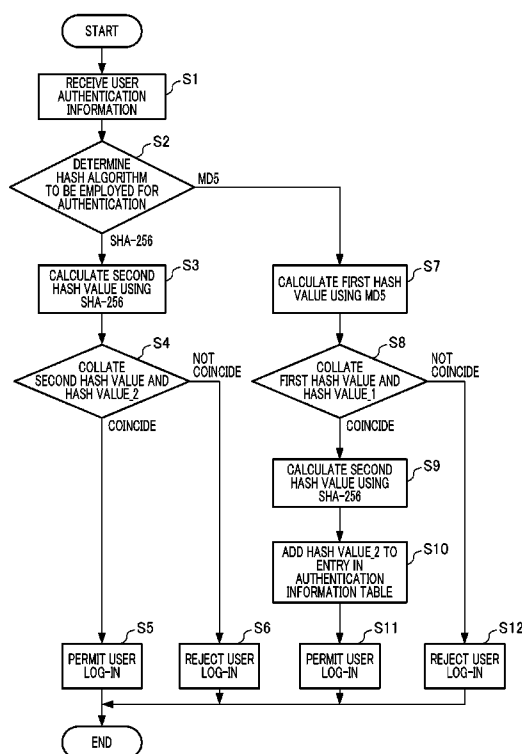 START
S1
RECEIVE USER
AUTHENTICATION
INFORMATION
S2
DETERMINE
HASH ALGORITHM
TO BE EMPLOYED FOR
AUTHENTICATION
MD5
SHA-256
S3
CALCULATE SECOND
HASH VALUE USING
SHA-256
S4
COLLATE
SECOND HASH VALUE AND
HASH VALUE_2
NOT
COINCIDE
COINCIDE
S7
CALCULATE FIRST HASH
VALUE USING MD5
S8
COLLATE
FIRST HASH VALUE AND
HASH VALUE_1
NOT
COINCIDE
COINCIDE
S9
CALCULATE SECOND
HASH VALUE USING
SHA-256
S10
ADD HASH VALUE_2 TO
ENTRY IN
AUTHENTICATION
INFORMATION TABLE
S5
PERMIT USER
LOG-IN
S6
REJECT USER
LOG-IN
S11
PERMIT USER
LOG-IN
S12
REJECT USER
LOG-IN
END